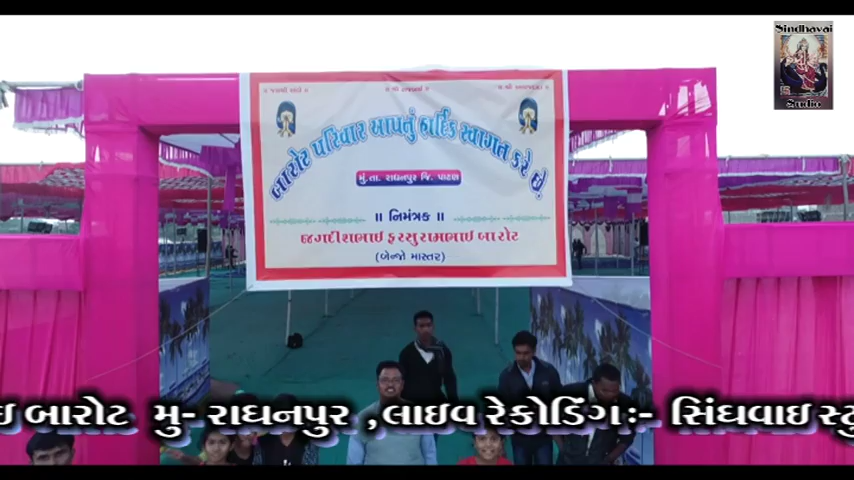 Sindhavai
Studio
બારોટ પરિવાર આપનું હાર્દિક સ્વાગત કરે છે.
મું.તા. રાધનપુર જિ. પાટણ
॥ નિમંત્રક ॥
જગદીશભાઈ ફરસુરામભાઈ બારોટ
(બેન્જો માસ્તર)
બારોટ મુ- રાધનપુર ,લાઇવ રેકોર્ડિંગઃ- સિંધવાઇ